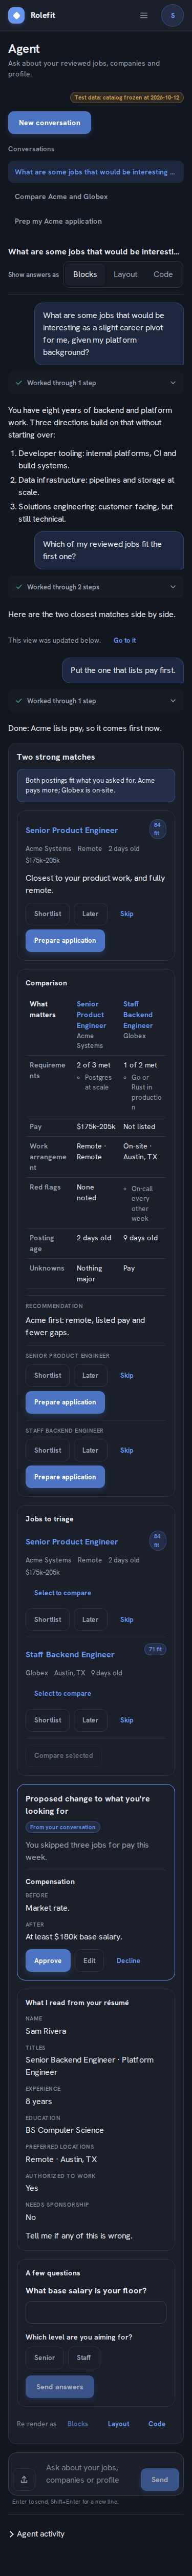 Rolefit
S
Agent
Ask about your reviewed jobs, companies and
profile.
Test data: catalog frozen at 2026-10-12
New conversation
Conversations
What are some jobs that would be interesting ...
Compare Acme and Globex
Prep my Acme application
What are some jobs that would be interesti...
Show answers as
Blocks
Layout
Code
What are some jobs that would be
interesting as a slight career pivot
for me, given my platform
background?
Worked through 1 step
You have eight years of backend and platform
work. Three directions build on that without
starting over:
1. Developer tooling: internal platforms, CI and
build systems.
2. Data infrastructure: pipelines and storage at
scale.
3. Solutions engineering: customer-facing, but
still technical.
Which of my reviewed jobs fit the
first one?
Worked through 2 steps
Here are the two closest matches side by side.
This view was updated below.
Go to it
Put the one that lists pay first.
Worked through 1 step
Done: Acme lists pay, so it comes first now.
Two strong matches
Both postings fit what you asked for. Acme
pays more; Globex is on-site.
Senior Product Engineer
84
fit
Acme Systems Remote 2 days old
$175k-205k
Closest to your product work, and fully
remote.
Shortlist
Later
Skip
Prepare application
Comparison
What
matters
Senior
Product
Engineer
Acme
Systems
Staff
Backend
Engineer
Globex
Requireme
nts
2 of 3 met
Postgres
at scale
1 of 2 met
Go or
Rust in
productio
n
Pay
$175k-205k
Not listed
Work
arrangeme
nt
Remote ·
Remote
On-site ·
Austin, TX
Red flags
None
noted
On-call
every
other
week
Posting
age
2 days old
9 days old
Unknowns
Nothing
major
Pay
RECOMMENDATION
Acme first: remote, listed pay and
fewer gaps.
SENIOR PRODUCT ENGINEER
Shortlist
Later
Skip
Prepare application
STAFF BACKEND ENGINEER
Shortlist
Later
Skip
Prepare application
Jobs to triage
Senior Product Engineer
84
fit
Acme Systems Remote 2 days old
$175k-205k
Select to compare
Shortlist
Later
Skip
Staff Backend Engineer
71 fit
Globex Austin, TX 9 days old
Select to compare
Shortlist
Later
Skip
Compare selected
Proposed change to what you're
looking for
From your conversation
You skipped three jobs for pay this
week.
Compensation
BEFORE
Market rate.
AFTER
At least $180k base salary.
Approve
Edit
Decline
What I read from your résumé
NAME
Sam Rivera
TITLES
Senior Backend Engineer · Platform
Engineer
EXPERIENCE
8 years
EDUCATION
BS Computer Science
PREFERRED LOCATIONS
Remote · Austin, TX
AUTHORIZED TO WORK
Yes
NEEDS SPONSORSHIP
No
Tell me if any of this is wrong.
A few questions
What base salary is your floor?
Which level are you aiming for?
Senior
Staff
Send answers
Re-render as
Blocks
Layout
Code
Ask about your jobs,
companies or profile
Send
Enter to send, Shift+Enter for a new line.
Agent activity